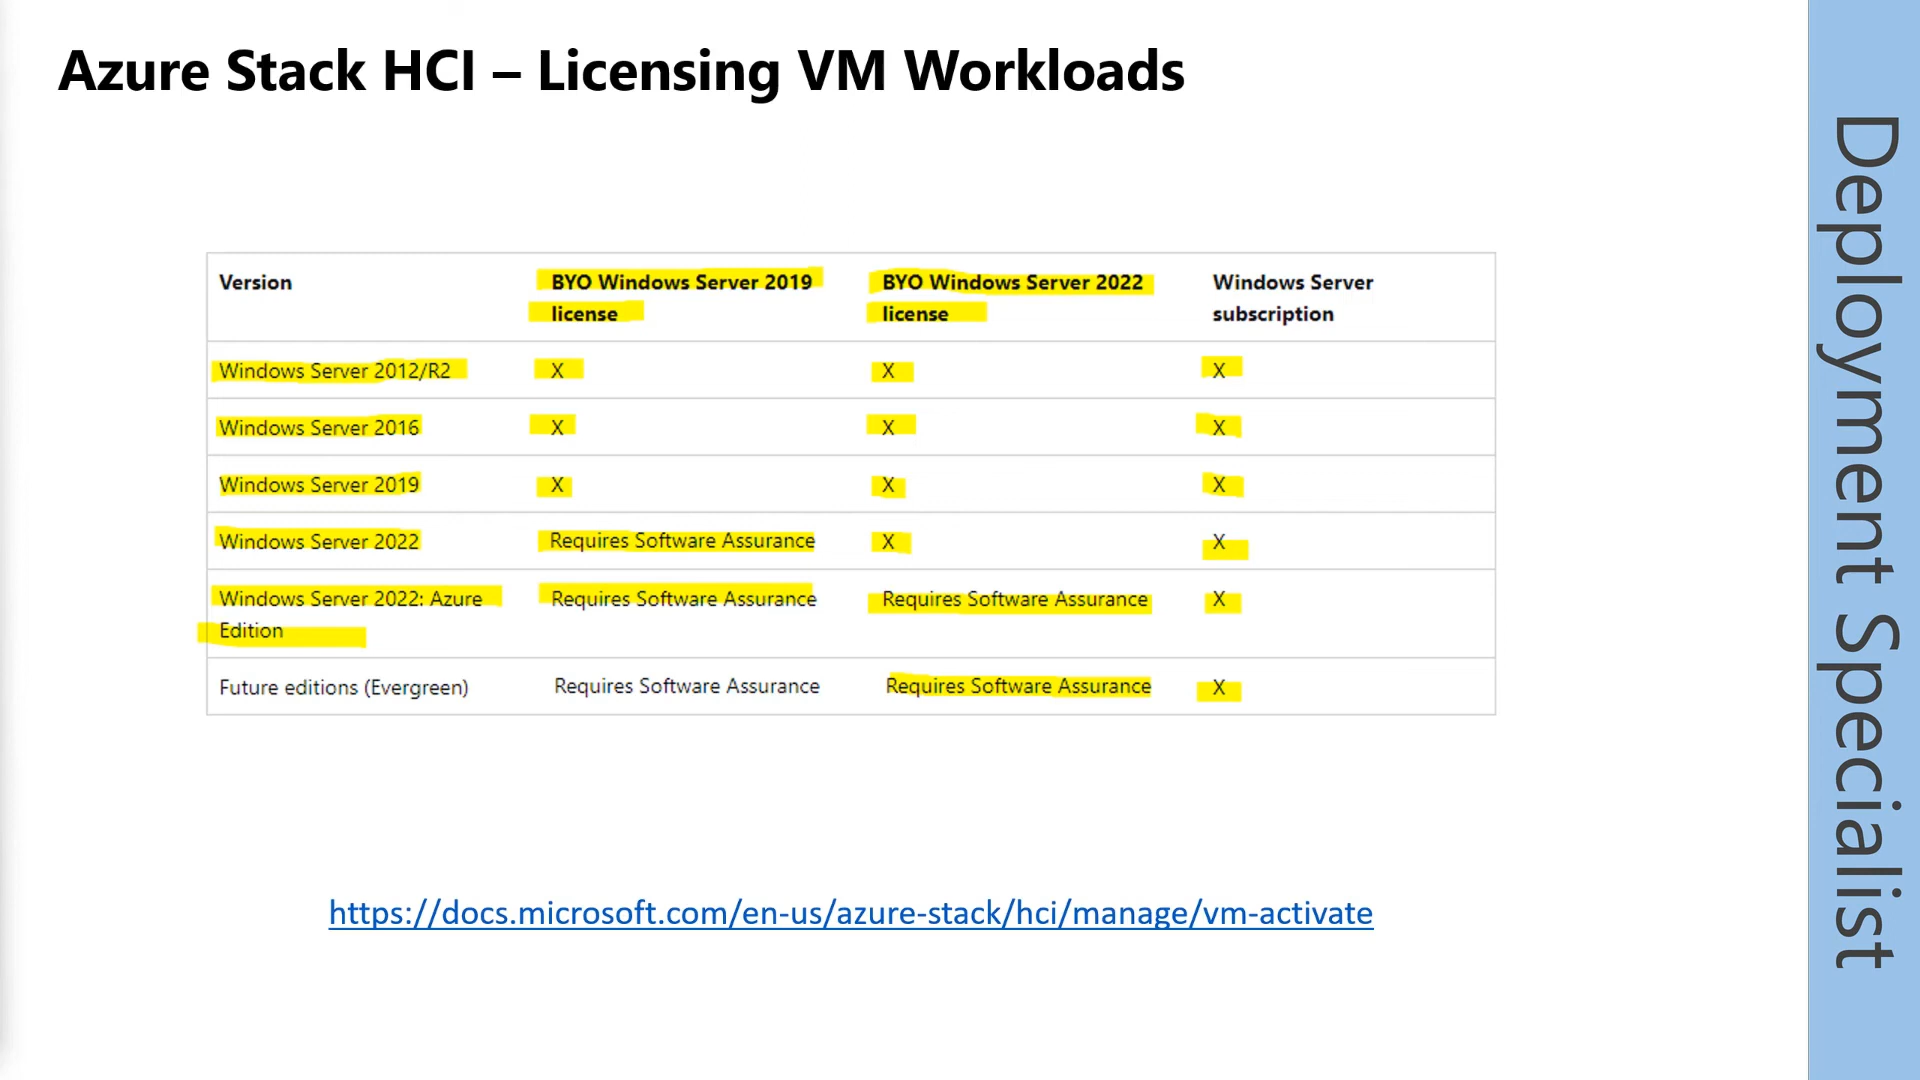 Azure Stack HCI – Licensing VM Workloads
Version
BYO Windows Server 2019
license
BYO Windows Server 2022
license
Windows Server
subscription
Windows Server 2012/R2
X
X
X
Windows Server 2016
X
X
X
Windows Server 2019
X
X
X
Windows Server 2022
Requires Software Assurance
X
X
Windows Server 2022: Azure
Edition
Requires Software Assurance
Requires Software Assurance
X
Future editions (Evergreen)
Requires Software Assurance
Requires Software Assurance
X
https://docs.microsoft.com/en-us/azure-stack/hci/manage/vm-activate
Deployment Specialist